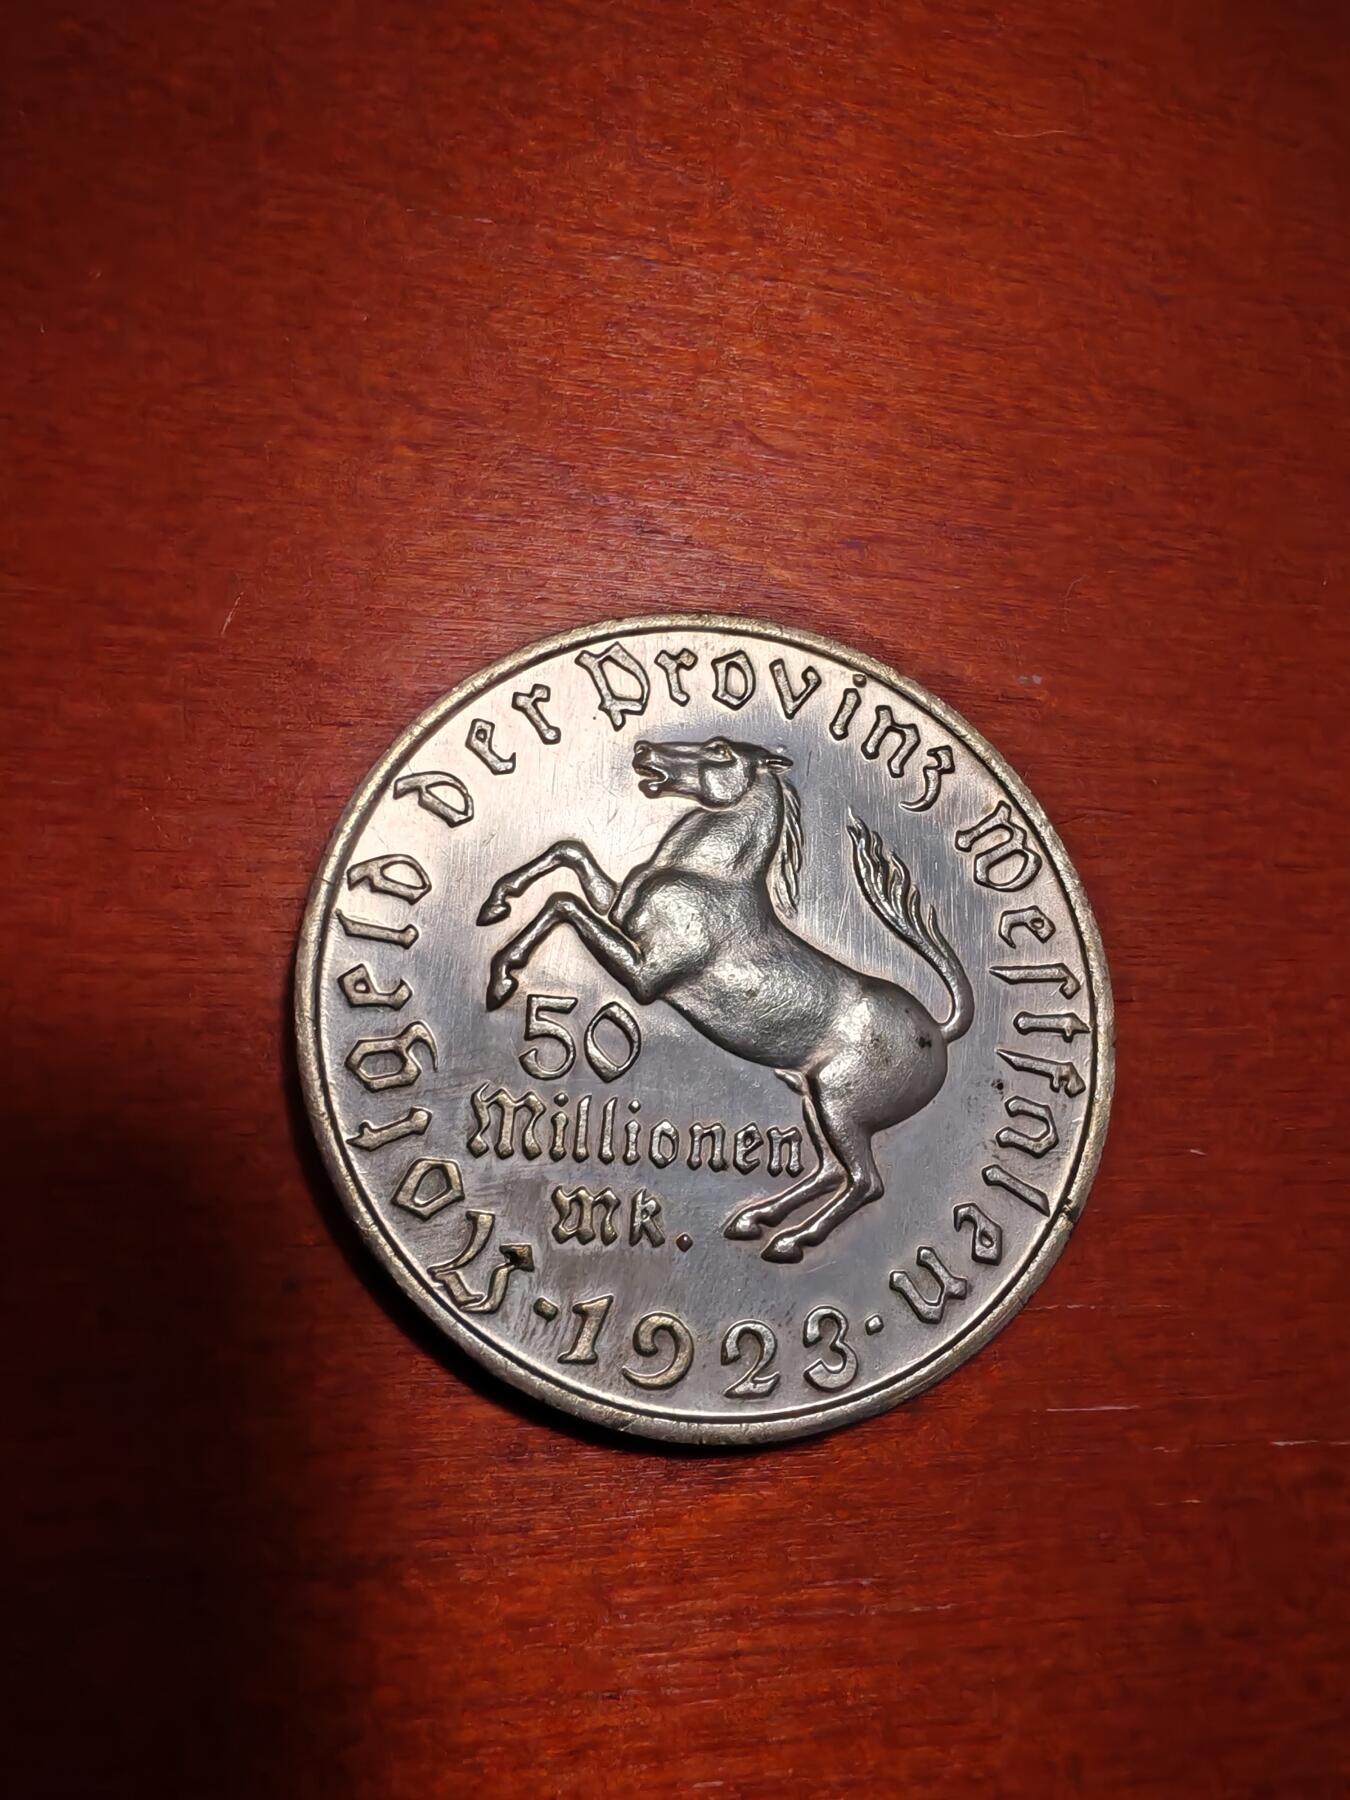 Notgeld der Provinz Westfalen
50
Millionen
Mk.
·1923·